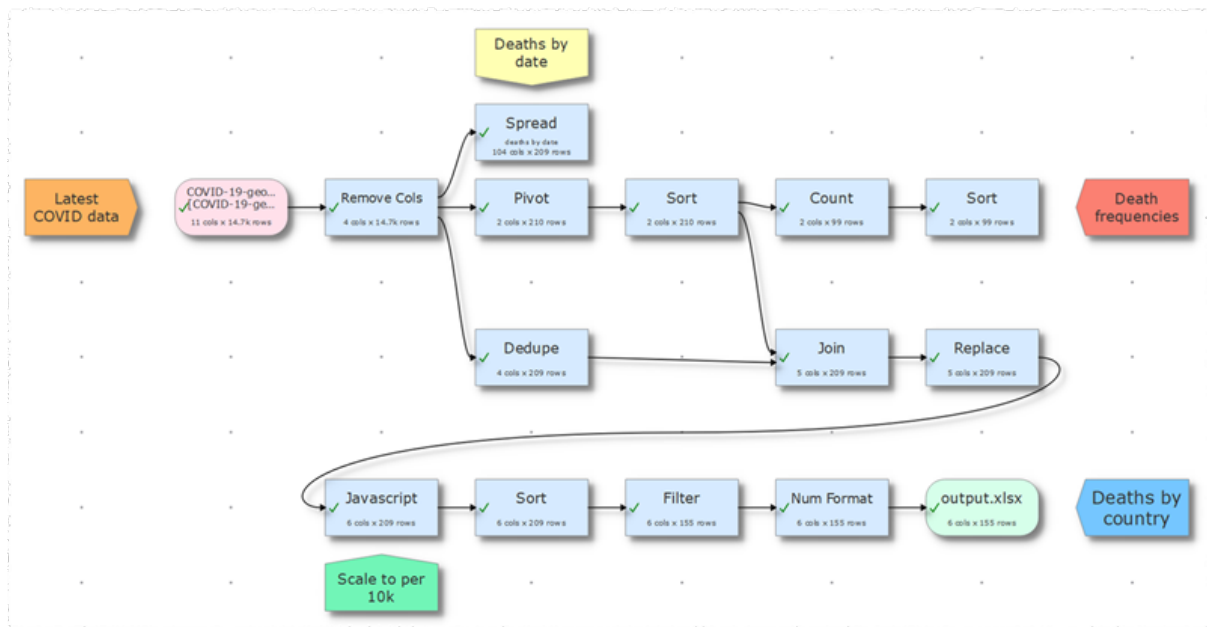 Deaths by
date
Spread
deaths by date
104 cols x 209 rows
Latest
COVID data
COVID-19-geo...
{COVID-19-ge...
11 cols x 14.7k rows
Remove Cols
4 cols x 14.7k rows
Pivot
2 cols x 210 rows
Sort
2 cols x 210 rows
Count
2 cols x 99 rows
Sort
2 cols x 99 rows
Death
frequencies
Dedupe
4 cols x 209 rows
Join
5 cols x 209 rows
Replace
5 cols x 209 rows
Javascript
6 cols x 209 rows
Sort
6 cols x 209 rows
Filter
6 cols x 155 rows
Num Format
6 cols x 155 rows
output.xlsx
6 cols x 155 rows
Deaths by
country
Scale to per
10k